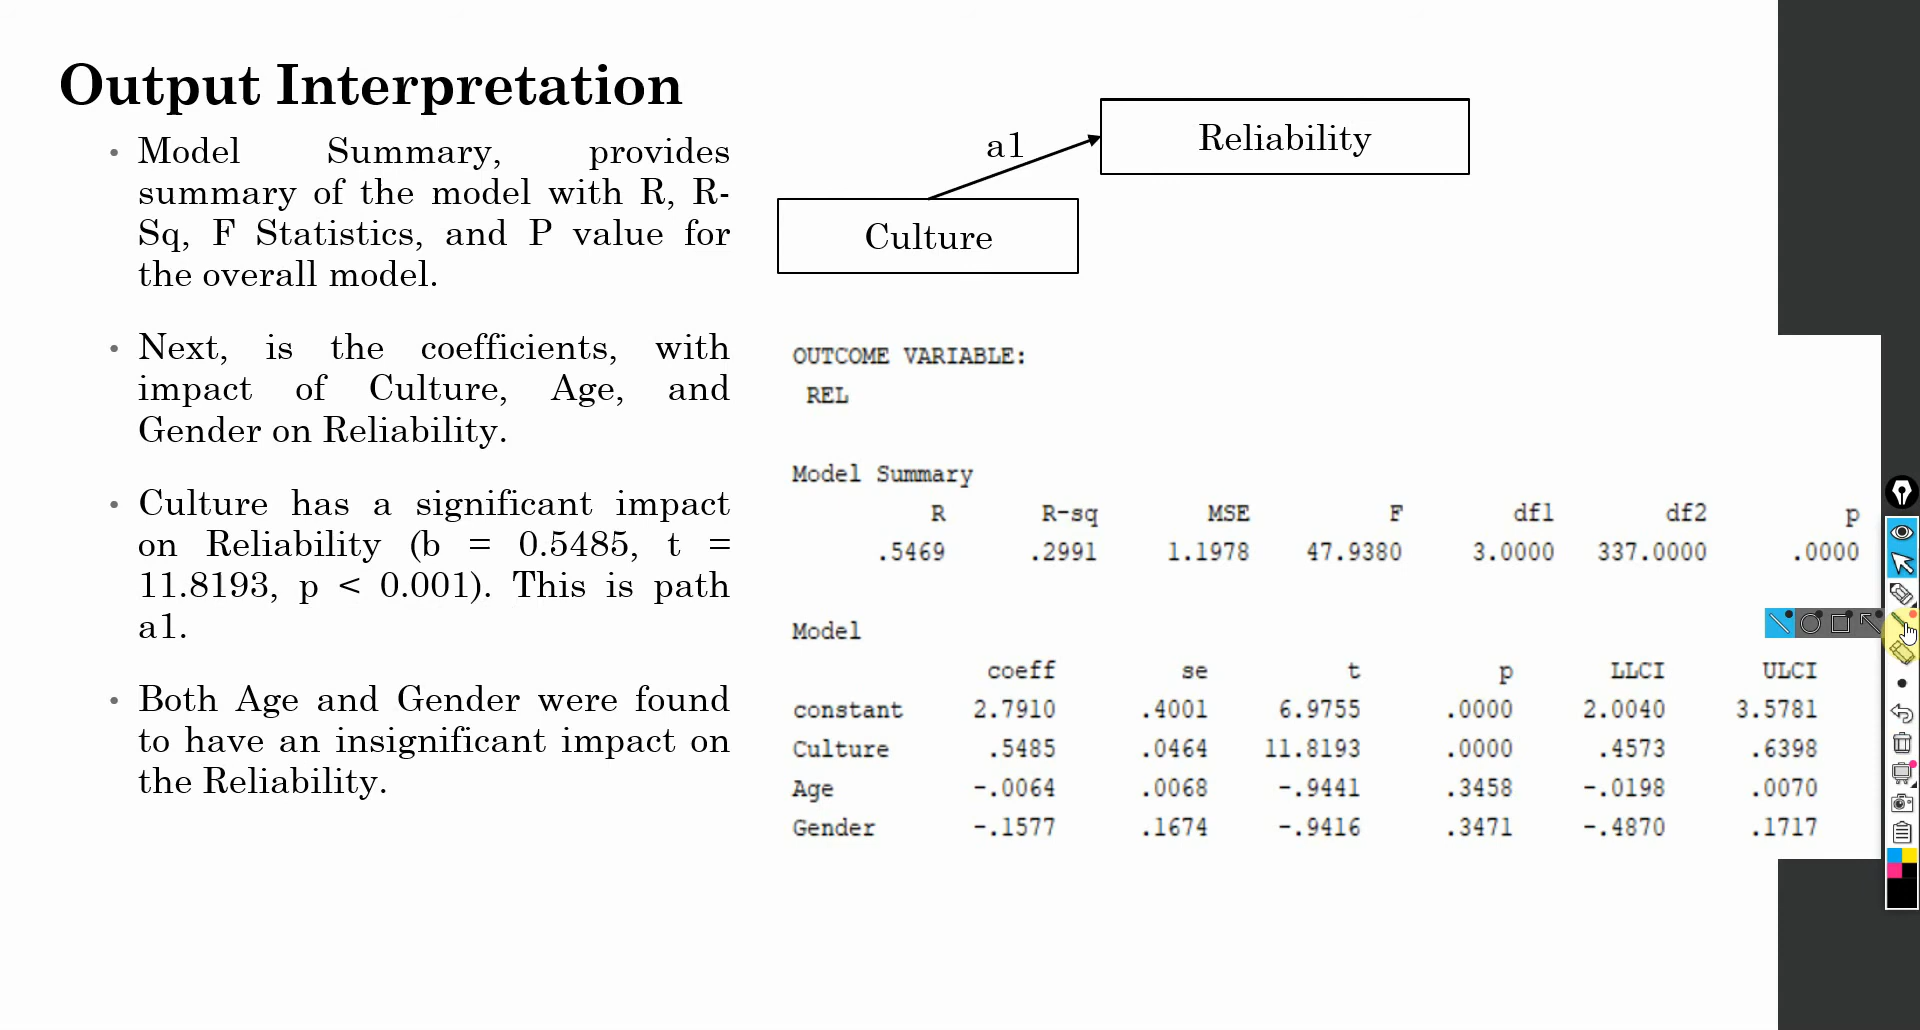 Output Interpretation
• Model Summary, provides
summary of the model with R, R-
Sq, F Statistics, and P value for
the overall model.
• Next, is the coefficients, with
impact of Culture, Age, and
Gender on Reliability.
• Culture has a significant impact
on Reliability (b = 0.5485, t =
11.8193, p < 0.001). This is path
a1.
• Both Age and Gender were found
to have an insignificant impact on
the Reliability.
Reliability
a1
Culture
OUTCOME VARIABLE:
REL
Model Summary
R R-sq MSE F df1 df2 p
.5469 .2991 1.1978 47.9380 3.0000 337.0000 .0000
Model
coeff se t p LLCI ULCI
constant 2.7910 .4001 6.9755 .0000 2.0040 3.5781
Culture .5485 .0464 11.8193 .0000 .4573 .6398
Age -.0064 .0068 -.9441 .3458 -.0198 .0070
Gender -.1577 .1674 -.9416 .3471 -.4870 .1717